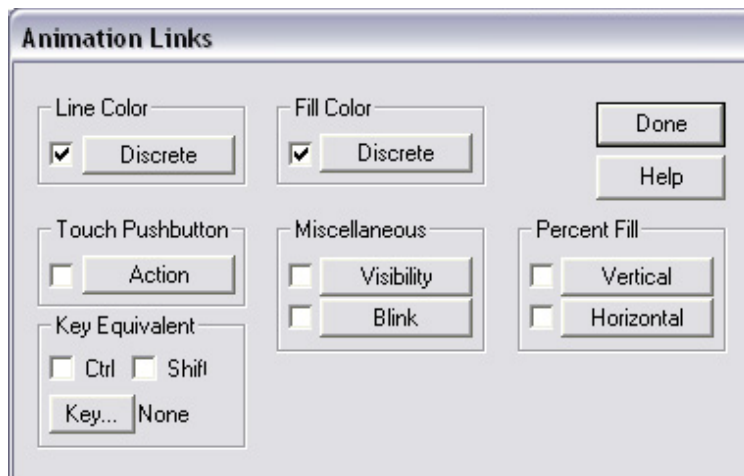 Animation Links
Line Color
Discrete
Fill Color
Discrete
Done
Help
Touch Pushbutton
Action
Miscellaneous
Visibility
Blink
Percent Fill
Vertical
Horizontal
Key Equivalent
Ctrl Shift
Key... None